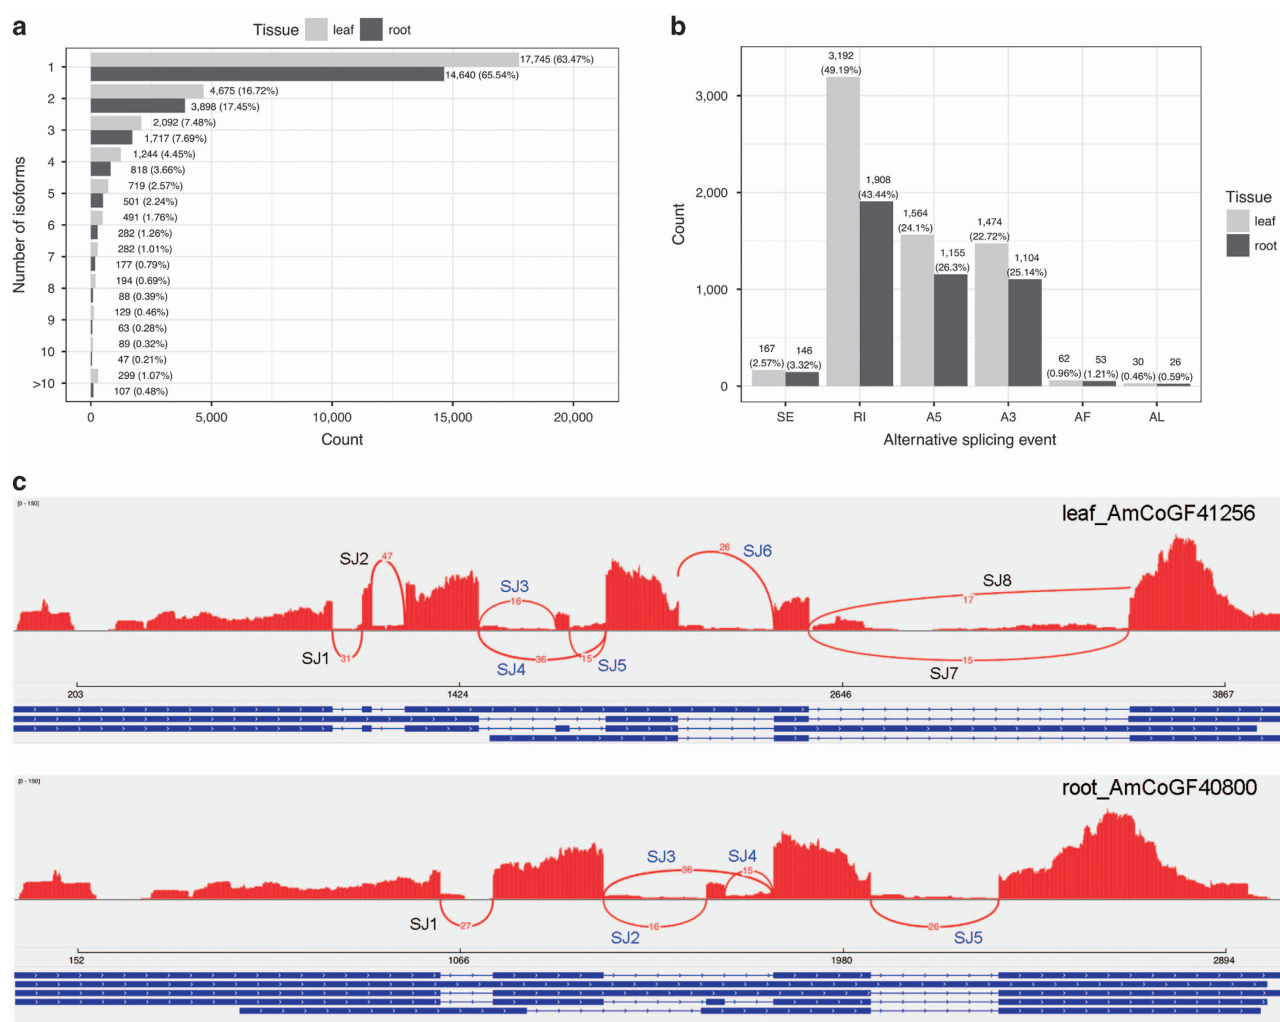 a
Tissue leaf root
Number of isoforms
1
17,745 (63.47%)
14,640 (65.54%)
2
4,675 (16.72%)
3,898 (17.45%)
3
2,092 (7.48%)
1,717 (7.69%)
4
1,244 (4.45%)
818 (3.66%)
5
719 (2.57%)
501 (2.24%)
6
491 (1.76%)
282 (1.26%)
7
282 (1.01%)
177 (0.79%)
8
194 (0.69%)
88 (0.39%)
9
129 (0.46%)
63 (0.28%)
10
89 (0.32%)
47 (0.21%)
>10
299 (1.07%)
107 (0.48%)
0 5,000 10,000 15,000 20,000
Count
b
Count
3,000
2,000
1,000
0
167
(2.57%)
146
(3.32%)
3,192
(49.19%)
1,908
(43.44%)
1,564
(24.1%)
1,155
(26.3%)
1,474
(22.72%)
1,104
(25.14%)
62
(0.96%)
53
(1.21%)
30
(0.46%)
26
(0.59%)
SE RI A5 A3 AF AL
Alternative splicing event
Tissue
leaf
root
c
[0 - 150]
leaf_AmCoGF41256
SJ2 47
26 SJ6
SJ3
16
SJ8
17
SJ1 31
SJ4 36 15 SJ5
15
SJ7
203 1424 2646 3867
[0 - 150]
root_AmCoGF40800
SJ3 SJ4
36 15
SJ1 27
16
SJ2
26
SJ5
152 1066 1980 2894